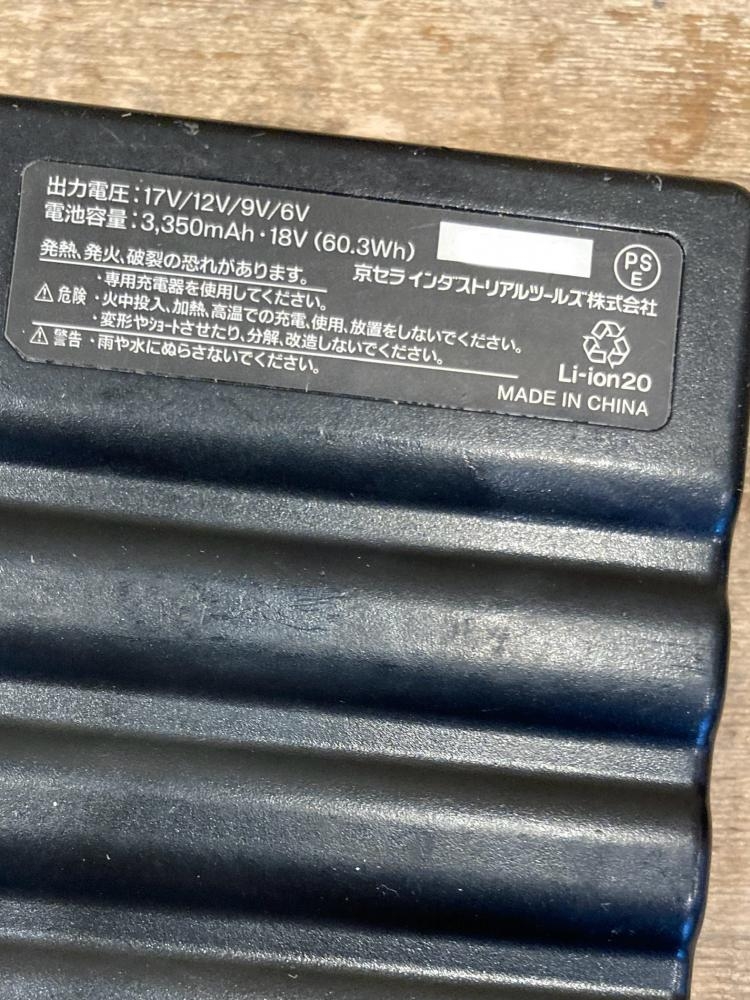 出力電圧:17V/12V/9V/6V
電池容量:3,350mAh・18V (60.3Wh)
発熱、発火、破裂の恐れがあります。
危険
・専用充電器を使用してください。
・火中投入、加熱、高温での充電、使用、放置をしないでください。
・変形やショートさせたり、分解、改造しないでください。
警告 ・雨や水にぬらさないでください。
PS
E
京セラインダストリアルツールズ株式会社
Li-ion20
MADE IN CHINA